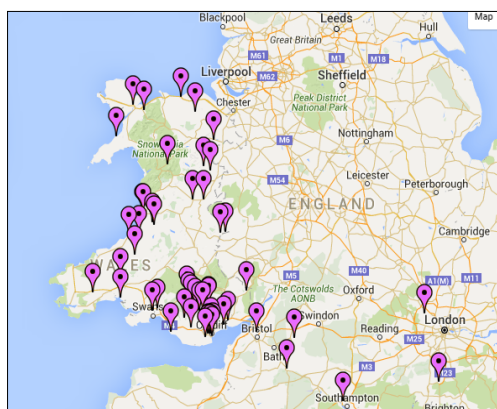 Map
Blackpool
Leeds
Hull
Great Britain
M61
M1
M18
Liverpool
M62
Sheffield
Chester
Peak District
National Park
M6
Nottingham
Snowdonia
National Park
M54
Leicester
Peterborough
ENGLAND
WALES
Cambridge
M5
M40
A1(M)
The Cotswolds
AONB
Oxford
Swansea
M4
Cardiff
Bristol
Swindon
Reading
London
M25
Bath
M3
M23
Southampton
Brighton